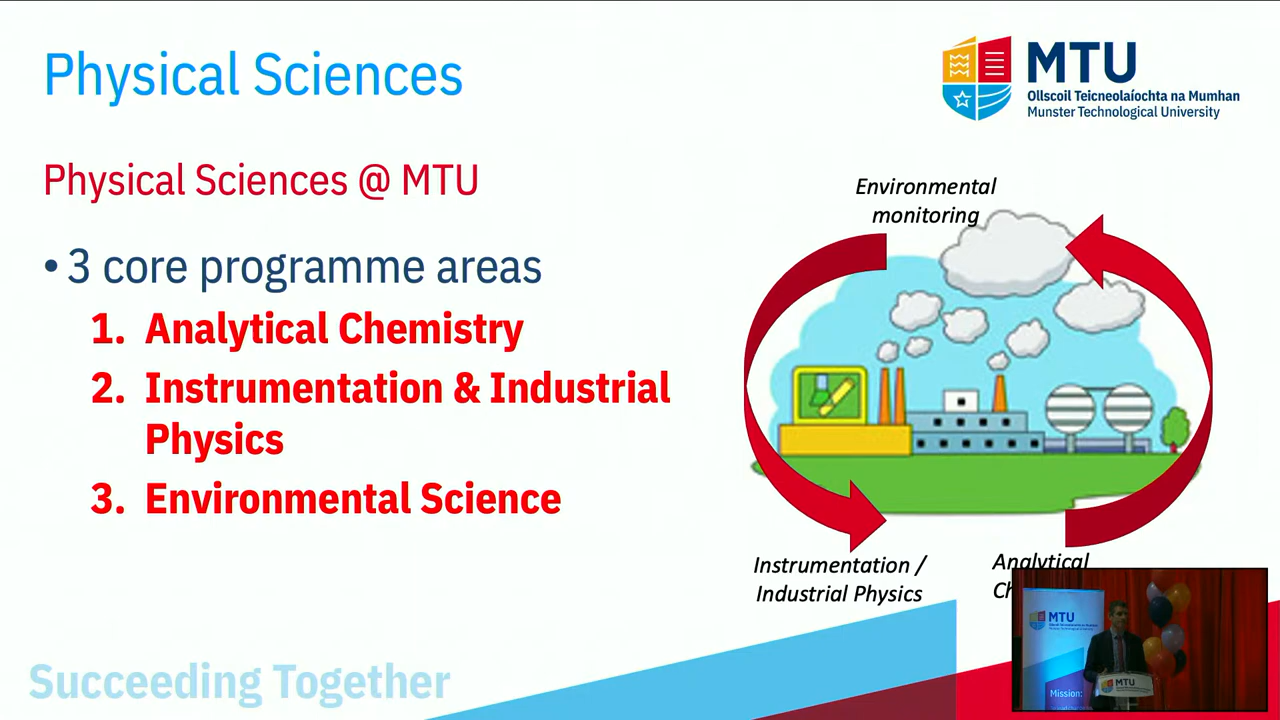 Physical Sciences
MTU
Ollscoil Teicneolaíochta na Mumhan
Munster Technological University
Physical Sciences @ MTU
• 3 core programme areas
1. Analytical Chemistry
2. Instrumentation & Industrial
Physics
3. Environmental Science
Environmental
monitoring
Instrumentation /
Industrial Physics
Analytical
Succeeding Together
MTU
Mission:
MTU